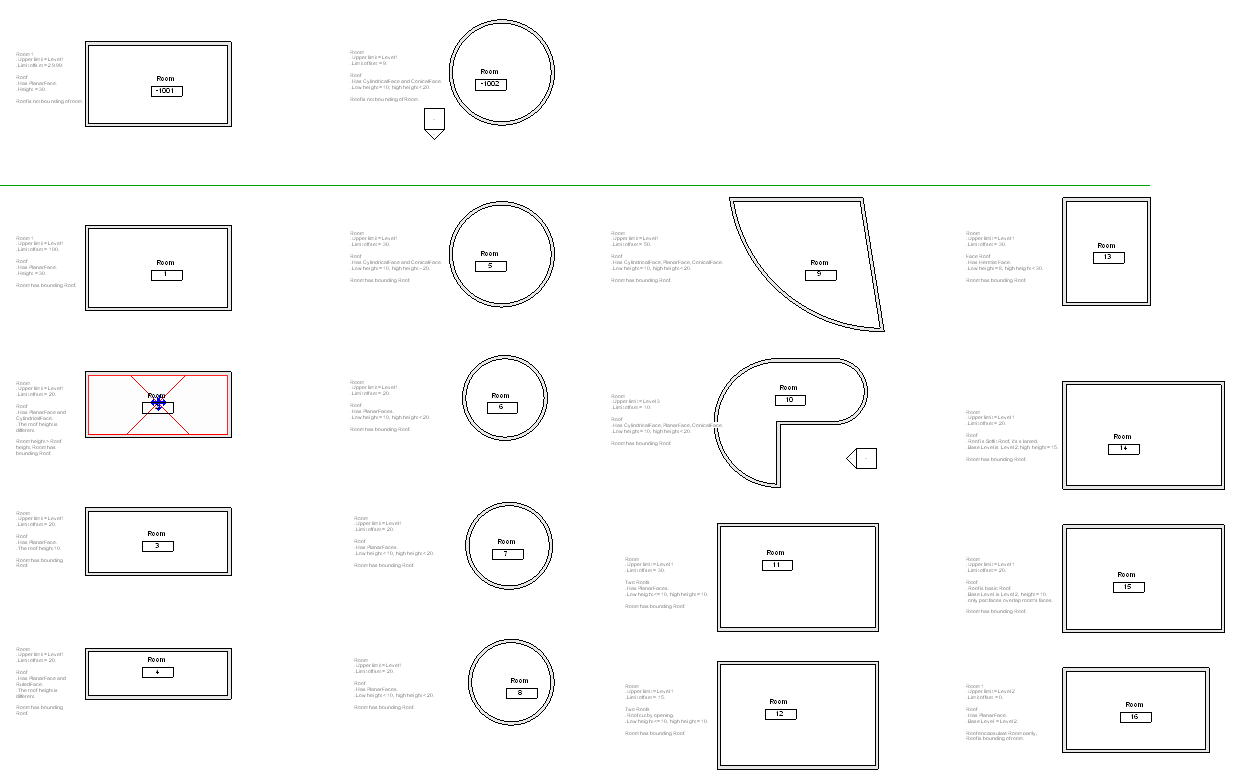 Room 1
. Upper limit = Level1
Roof
. Has PlanarFace.
. Height = 30.
Roof is not bounding of room.
Room
-1001
Room
. Upper limit = Level1
. Limit offset = 9.
Roof
. Has CylindricalFace and ConicalFace.
. Low height = 10, high height < 20.
Roof is not bounding of Room.
Room
-1002
Room 1
. Upper limit = Level1
. Limit offset = 100.
Roof
. Has PlanarFace.
. Height = 30.
Room has bounding Roof.
Room
1
Room
. Upper limit = Level1
. Limit offset = 30.
Roof
. Has CylindricalFace and ConicalFace.
. Low height = 10, high height = 20.
Room has bounding Roof.
Room
5
Room
. Upper limit = Level1
. Limit offset = 50.
Roof
. Has CylindricalFace, PlanarFace, ConicalFace.
. Low height = 10, high height < 20.
Room has bounding Roof.
Room
9
Room
. Upper limit = Level 1
. Limit offset = 30.
Face Roof
. Has Hermite Face.
. Low height = 8, high height < 30.
Room has bounding Roof.
Room
13
Room
. Upper limit = Level1
. Limit offset = 20.
Roof
. Has PlanarFace and
CylindricalFace.
. The roof height is
different.
Room height > Roof
height, Room has
bounding Roof.
Room
Room
. Upper limit = Level1
. Limit offset = 20.
Roof
. Has PlanarFaces.
. Low height = 10, high height < 20.
Room has bounding Roof.
Room
6
Room
. Upper limit = Level 3
. Limit offset = 10.
Roof
. Has CylindricalFace, PlanarFace, ConicalFace.
. Low height = 10, high height < 20.
Room has bounding Roof.
Room
10
Room
. Upper limit = Level 1
. Limit offset = 20.
Roof
. Base Level is Level 2, high height = 15.
Room has bounding Roof.
Room
14
Room
. Upper limit = Level1
. Limit offset = 20.
Roof
. Has PlanarFace.
. The roof height 10.
Room has bounding
Roof.
Room
3
Room
. Upper limit = Level1
. Limit offset = 20.
Roof
. Has PlanarFaces.
. Low height < 10, high height < 20.
Room has bounding Roof.
Room
7
Room
. Upper limit = Level 1
. Limit offset = 30.
Two Roofs
. Has PlanarFaces.
. Low height <= 10, high height = 10.
Room has bounding Roof.
Room
11
Room
. Upper limit = Level 1
. Limit offset = 20.
Roof
. Roof is basic Roof.
. Base Level is Level 2, height = 10,
only part faces overlap room's faces.
Room has bounding Roof.
Room
15
Room
. Upper limit = Level1
. Limit offset = 20.
Roof
. Has PlanarFace and
RuledFace.
. The roof height is
different.
Room has bounding
Roof.
Room
4
Room
. Upper limit = Level1
. Limit offset = 20.
Roof
. Has PlanarFaces.
. Low height < 10, high height < 20.
Room has bounding Roof.
Room
8
Room
. Upper limit = Level 1
. Limit offset = 15.
Two Roofs
. Roof cut by opening.
. Low height <= 10, high height = 10.
Room has bounding Roof.
Room
12
Room 1
. Upper limit = Level 2
. Limit offset = 0.
Roof
. Has PlanarFace.
. Base Level = Level 2.
Roof encapsulate Room partly,
Roof is bounding of room.
Room
16